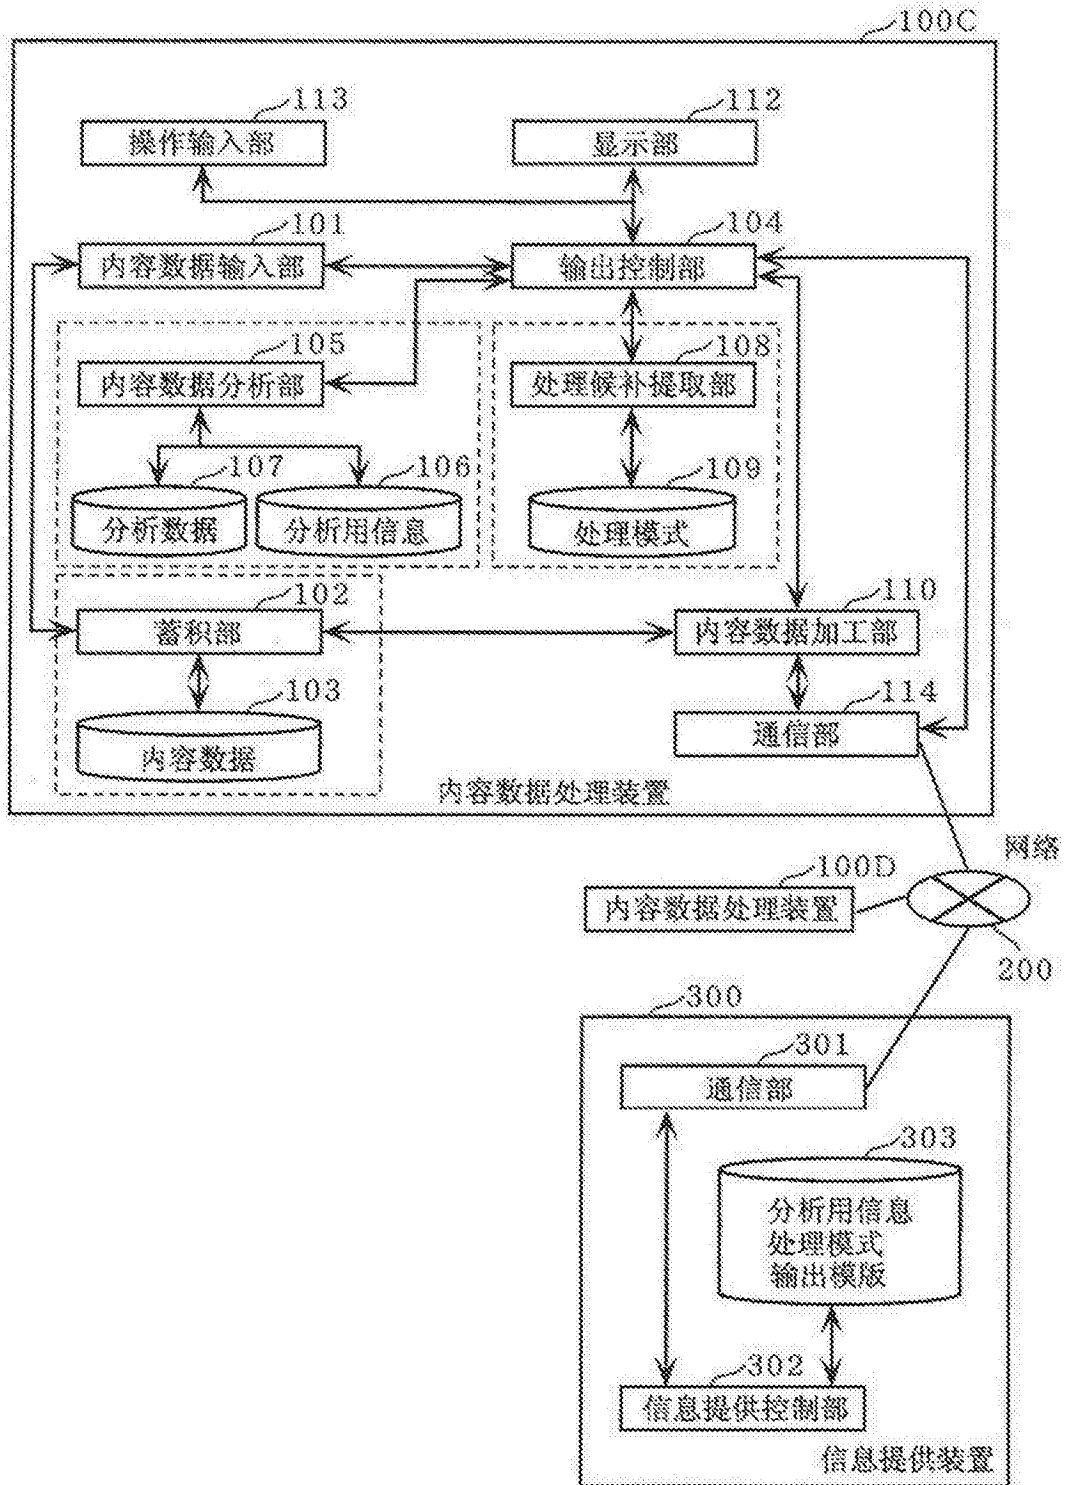 100C
113
操作输入部
112
显示部
101
内容数据输入部
104
输出控制部
105
内容数据分析部
108
处理候补提取部
107
分析数据
106
分析用信息
109
处理模式
102
蓄积部
110
内容数据加工部
103
内容数据
114
通信部
内容数据处理装置
网络
100D
内容数据处理装置
200
300
301
通信部
303
分析用信息
处理模式
输出模版
302
信息提供控制部
信息提供装置